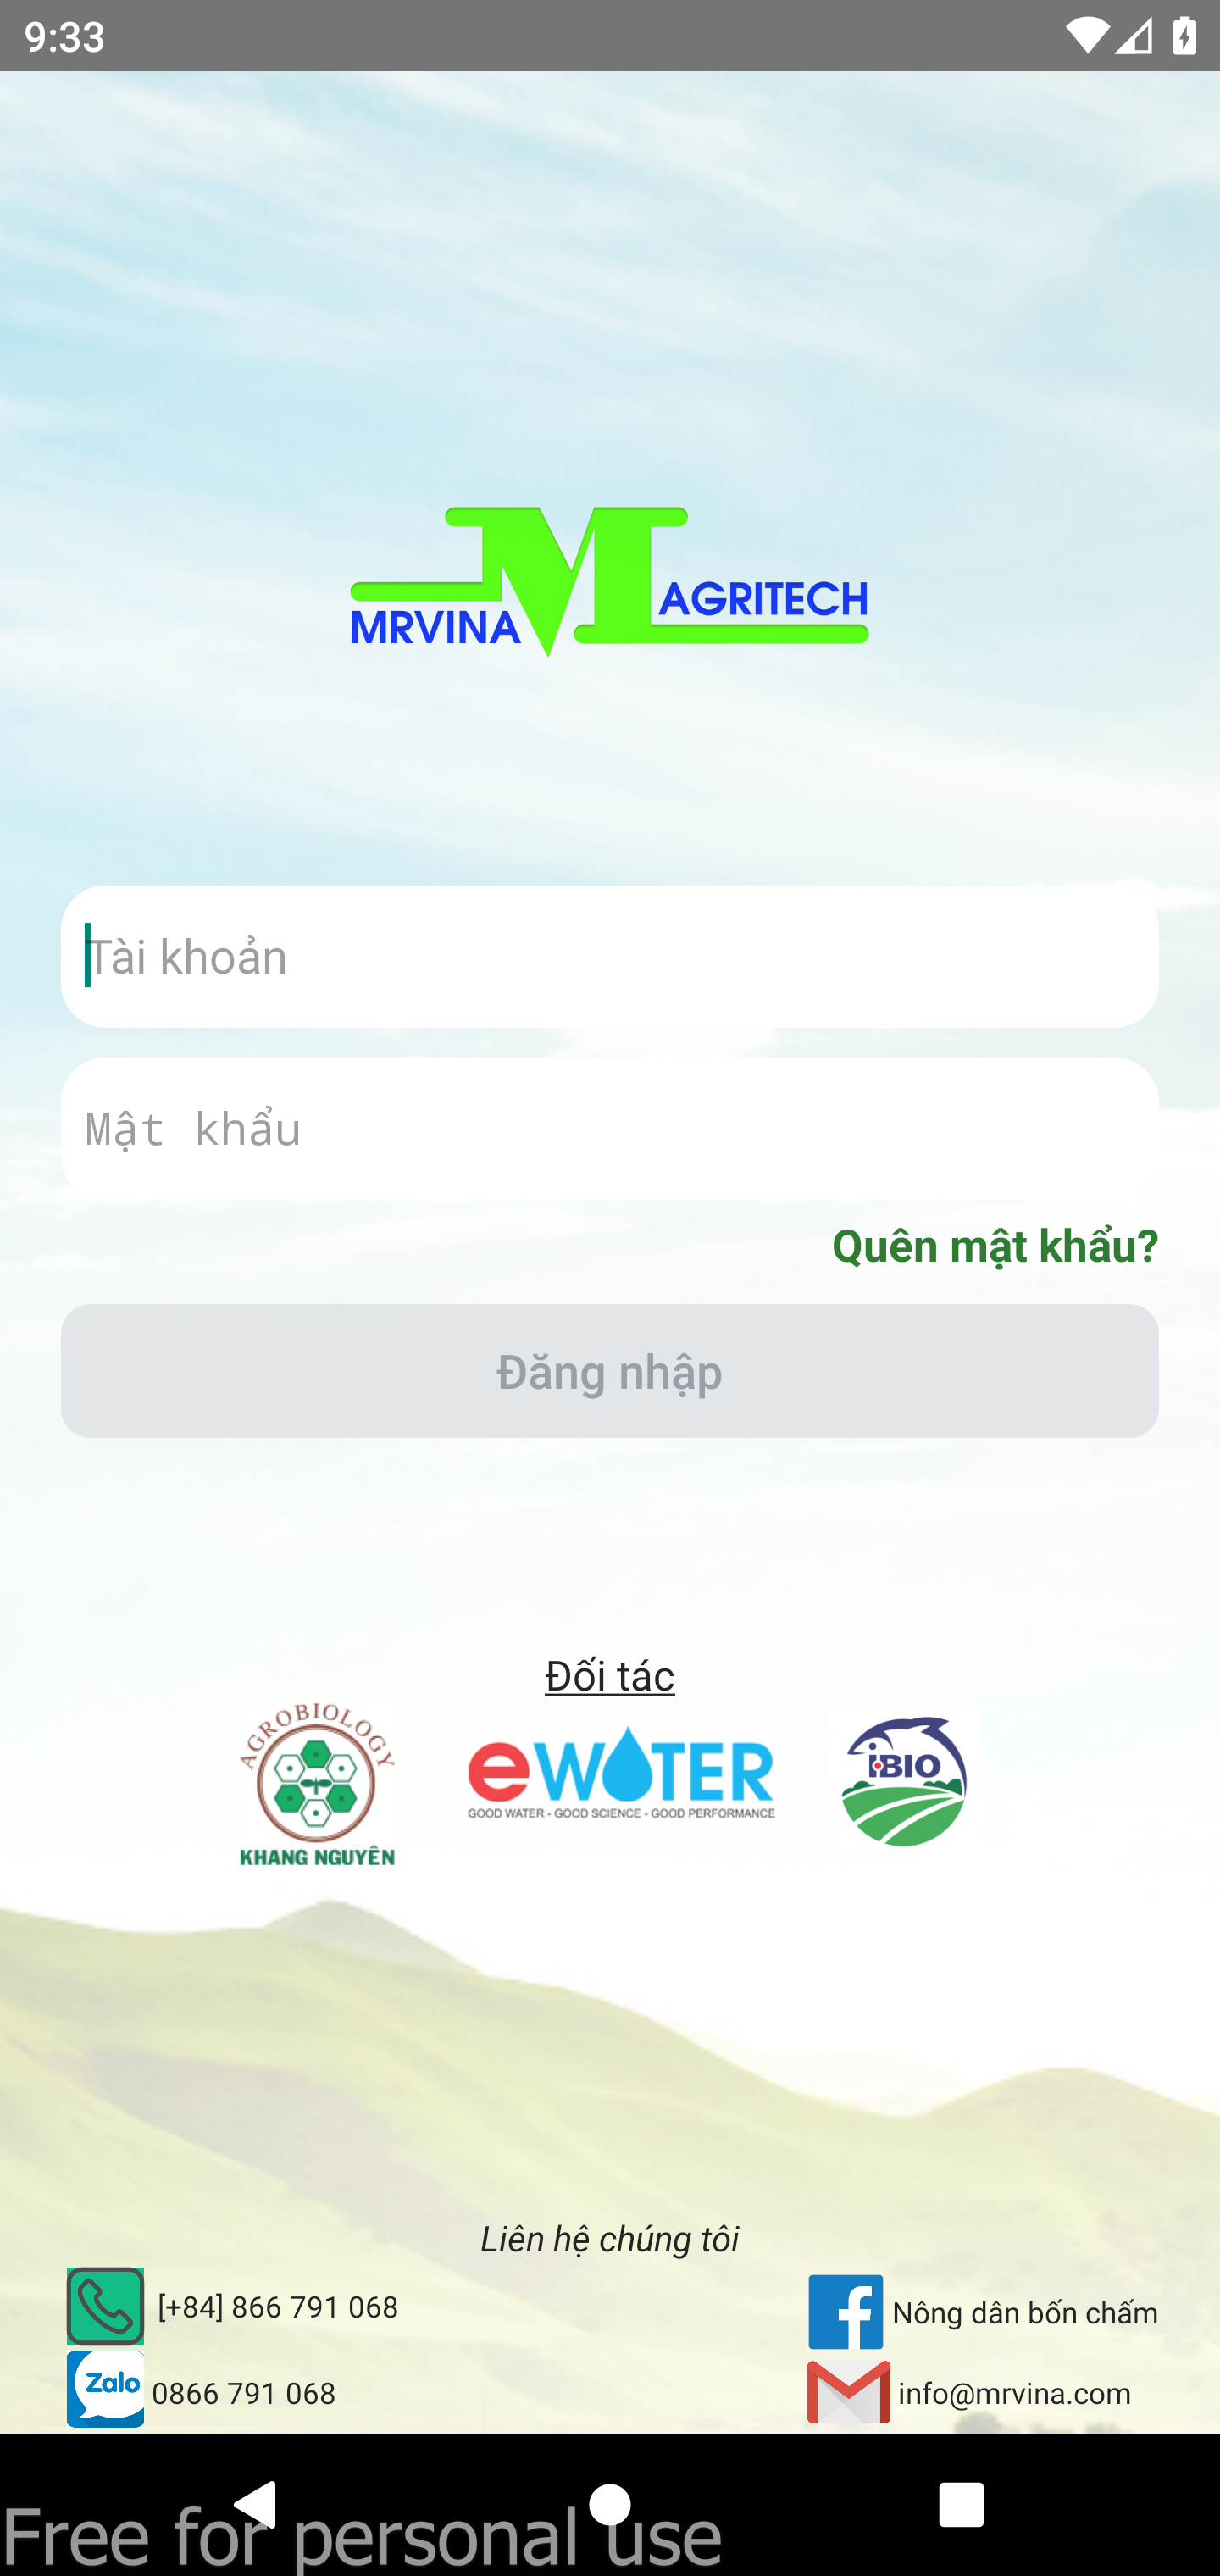 9:33
MRVINA AGRITECH
Tài khoản
Mật khẩu
Quên mật khẩu?
Đăng nhập
Đối tác
AGROBIOLOGY
KHANG NGUYÊN
eWATER
GOOD WATER - GOOD SCIENCE - GOOD PERFORMANCE
iBIO
Liên hệ chúng tôi
[+84] 866 791 068
Nông dân bốn chấm
Zalo
0866 791 068
info@mrvina.com
Free for personal use